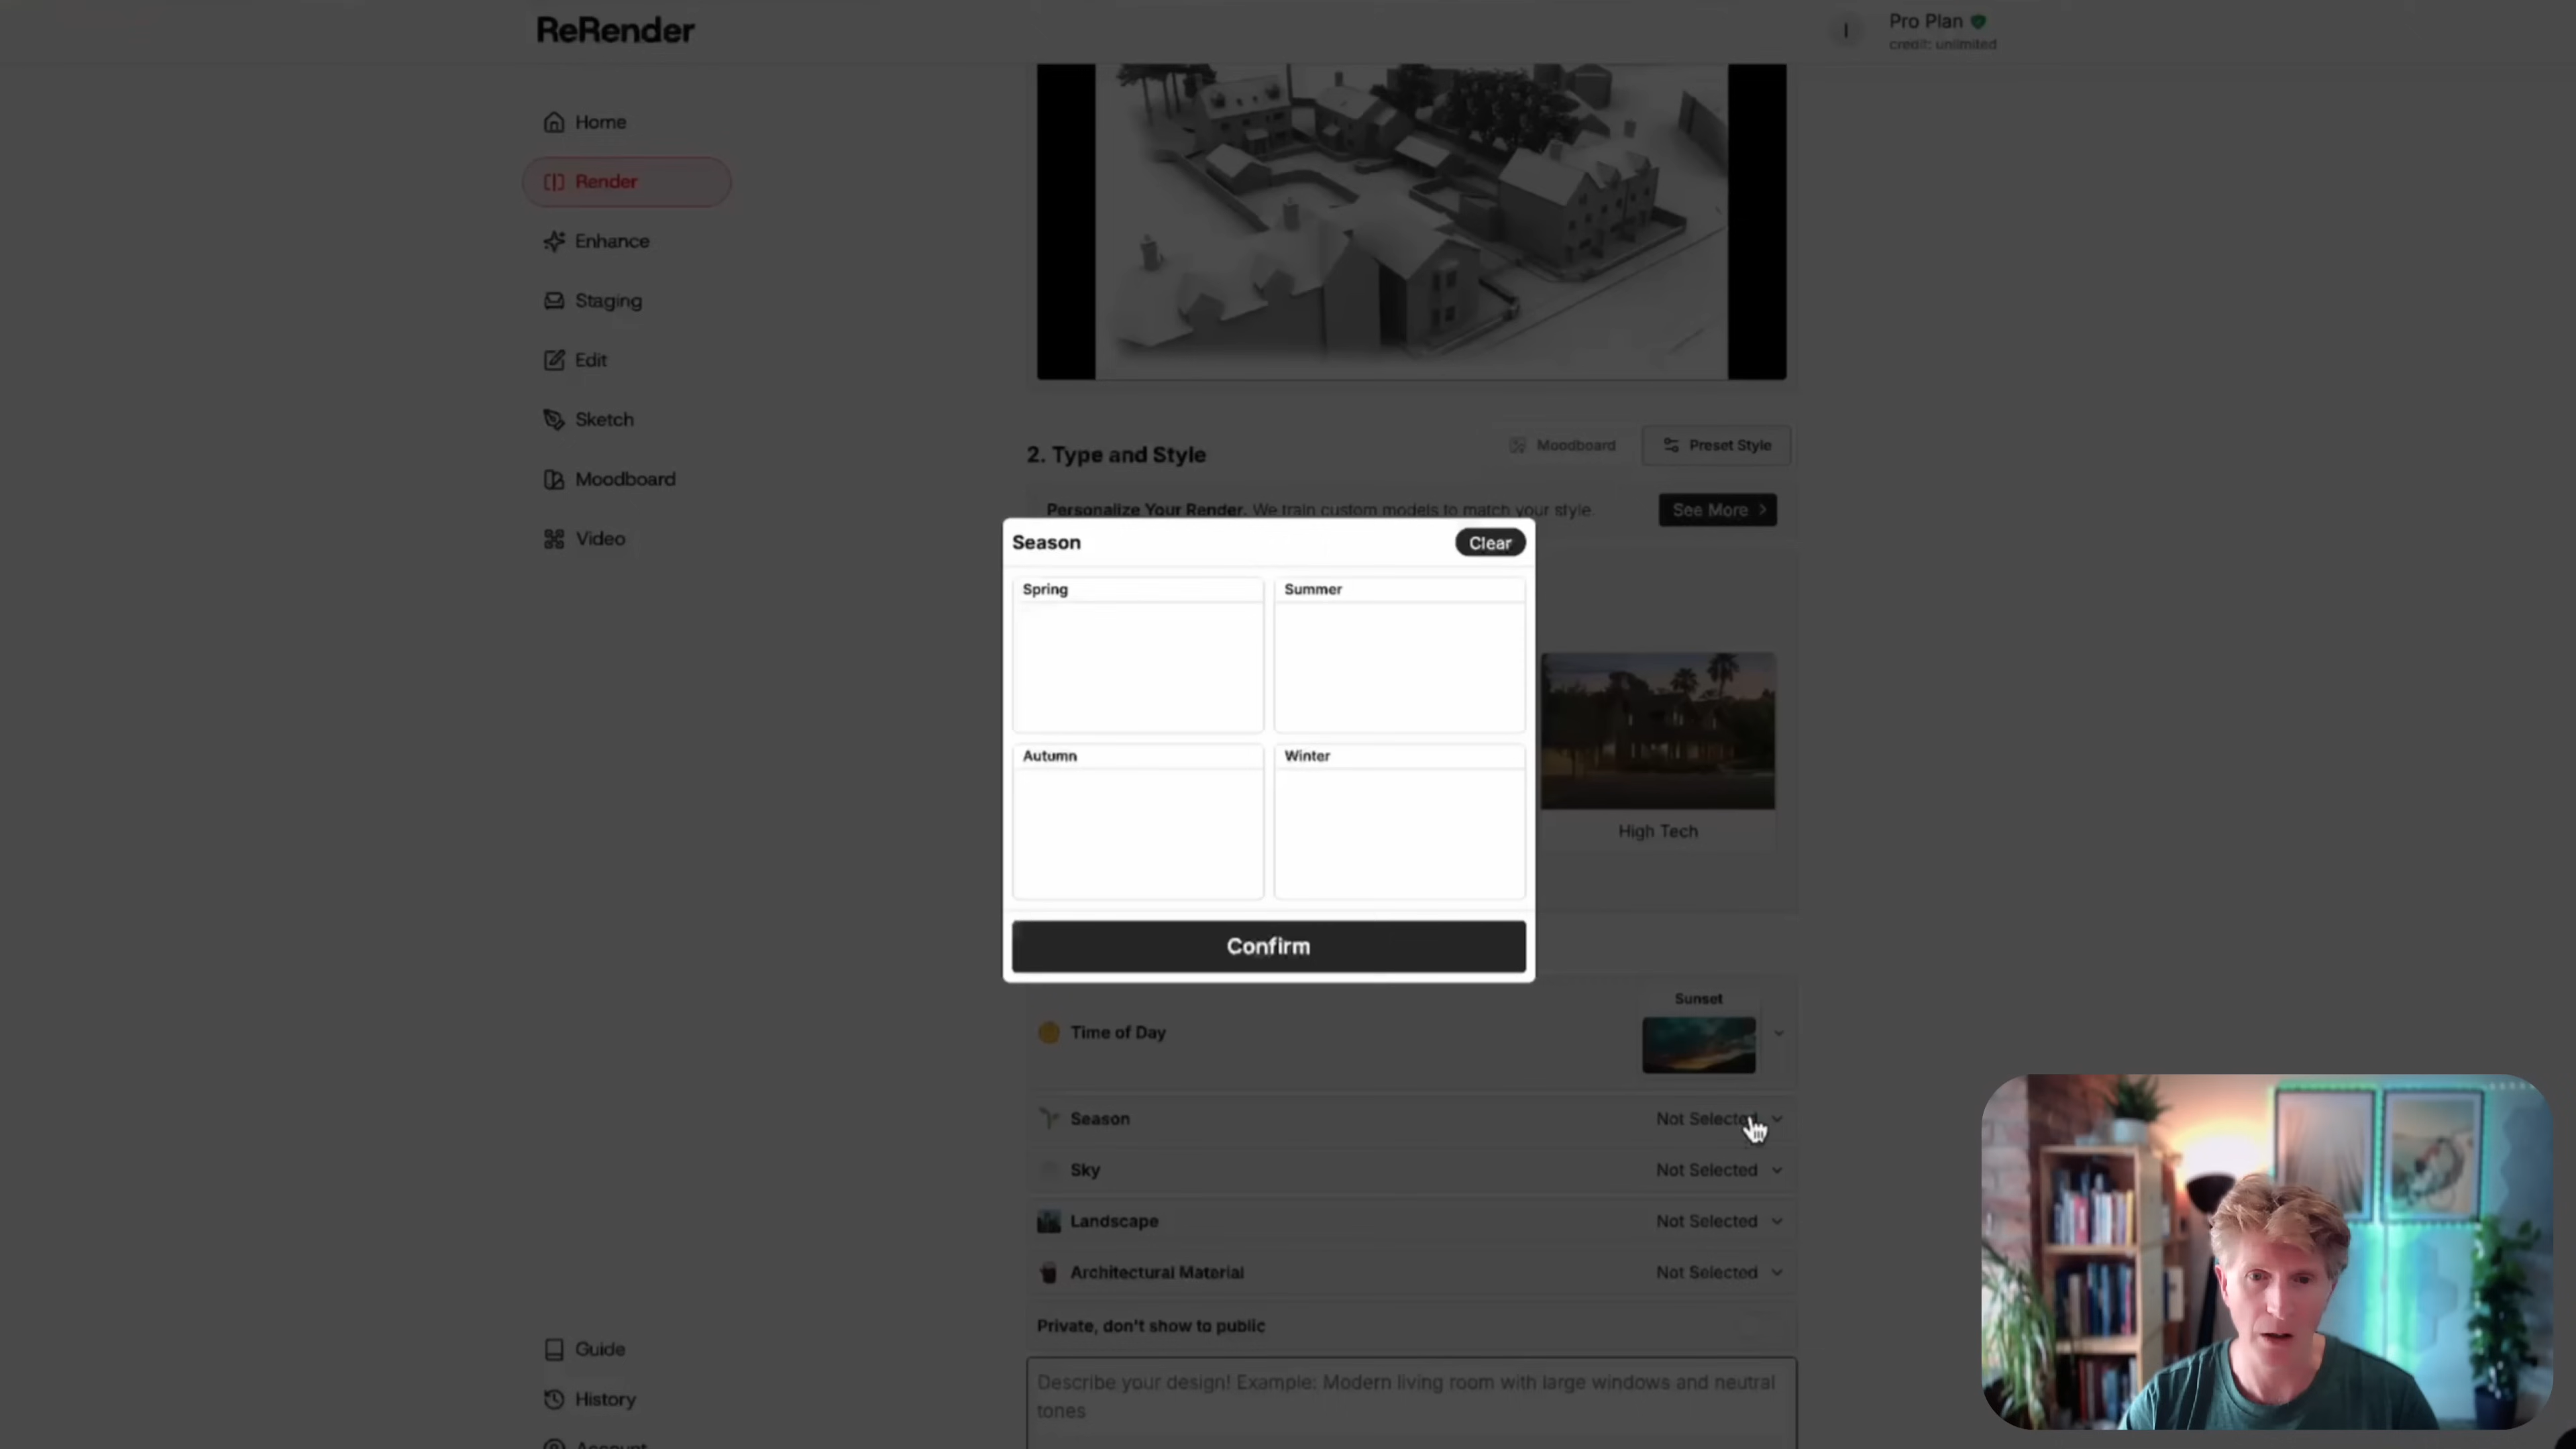 ReRender
Pro Plan
credit: unlimited
Home
Render
Enhance
Staging
Edit
Sketch
Moodboard
Video
2. Type and Style
Moodboard
Preset Style
Personalize Your Render. We train custom models to match your style.
See More
Season
Clear
Spring
Summer
Autumn
Winter
High Tech
Confirm
Sunset
Time of Day
Season
Not Selected
Sky
Not Selected
Landscape
Not Selected
Architectural Material
Not Selected
Private, don't show to public
Describe your design! Example: Modern living room with large windows and neutral
tones
Guide
History
Account